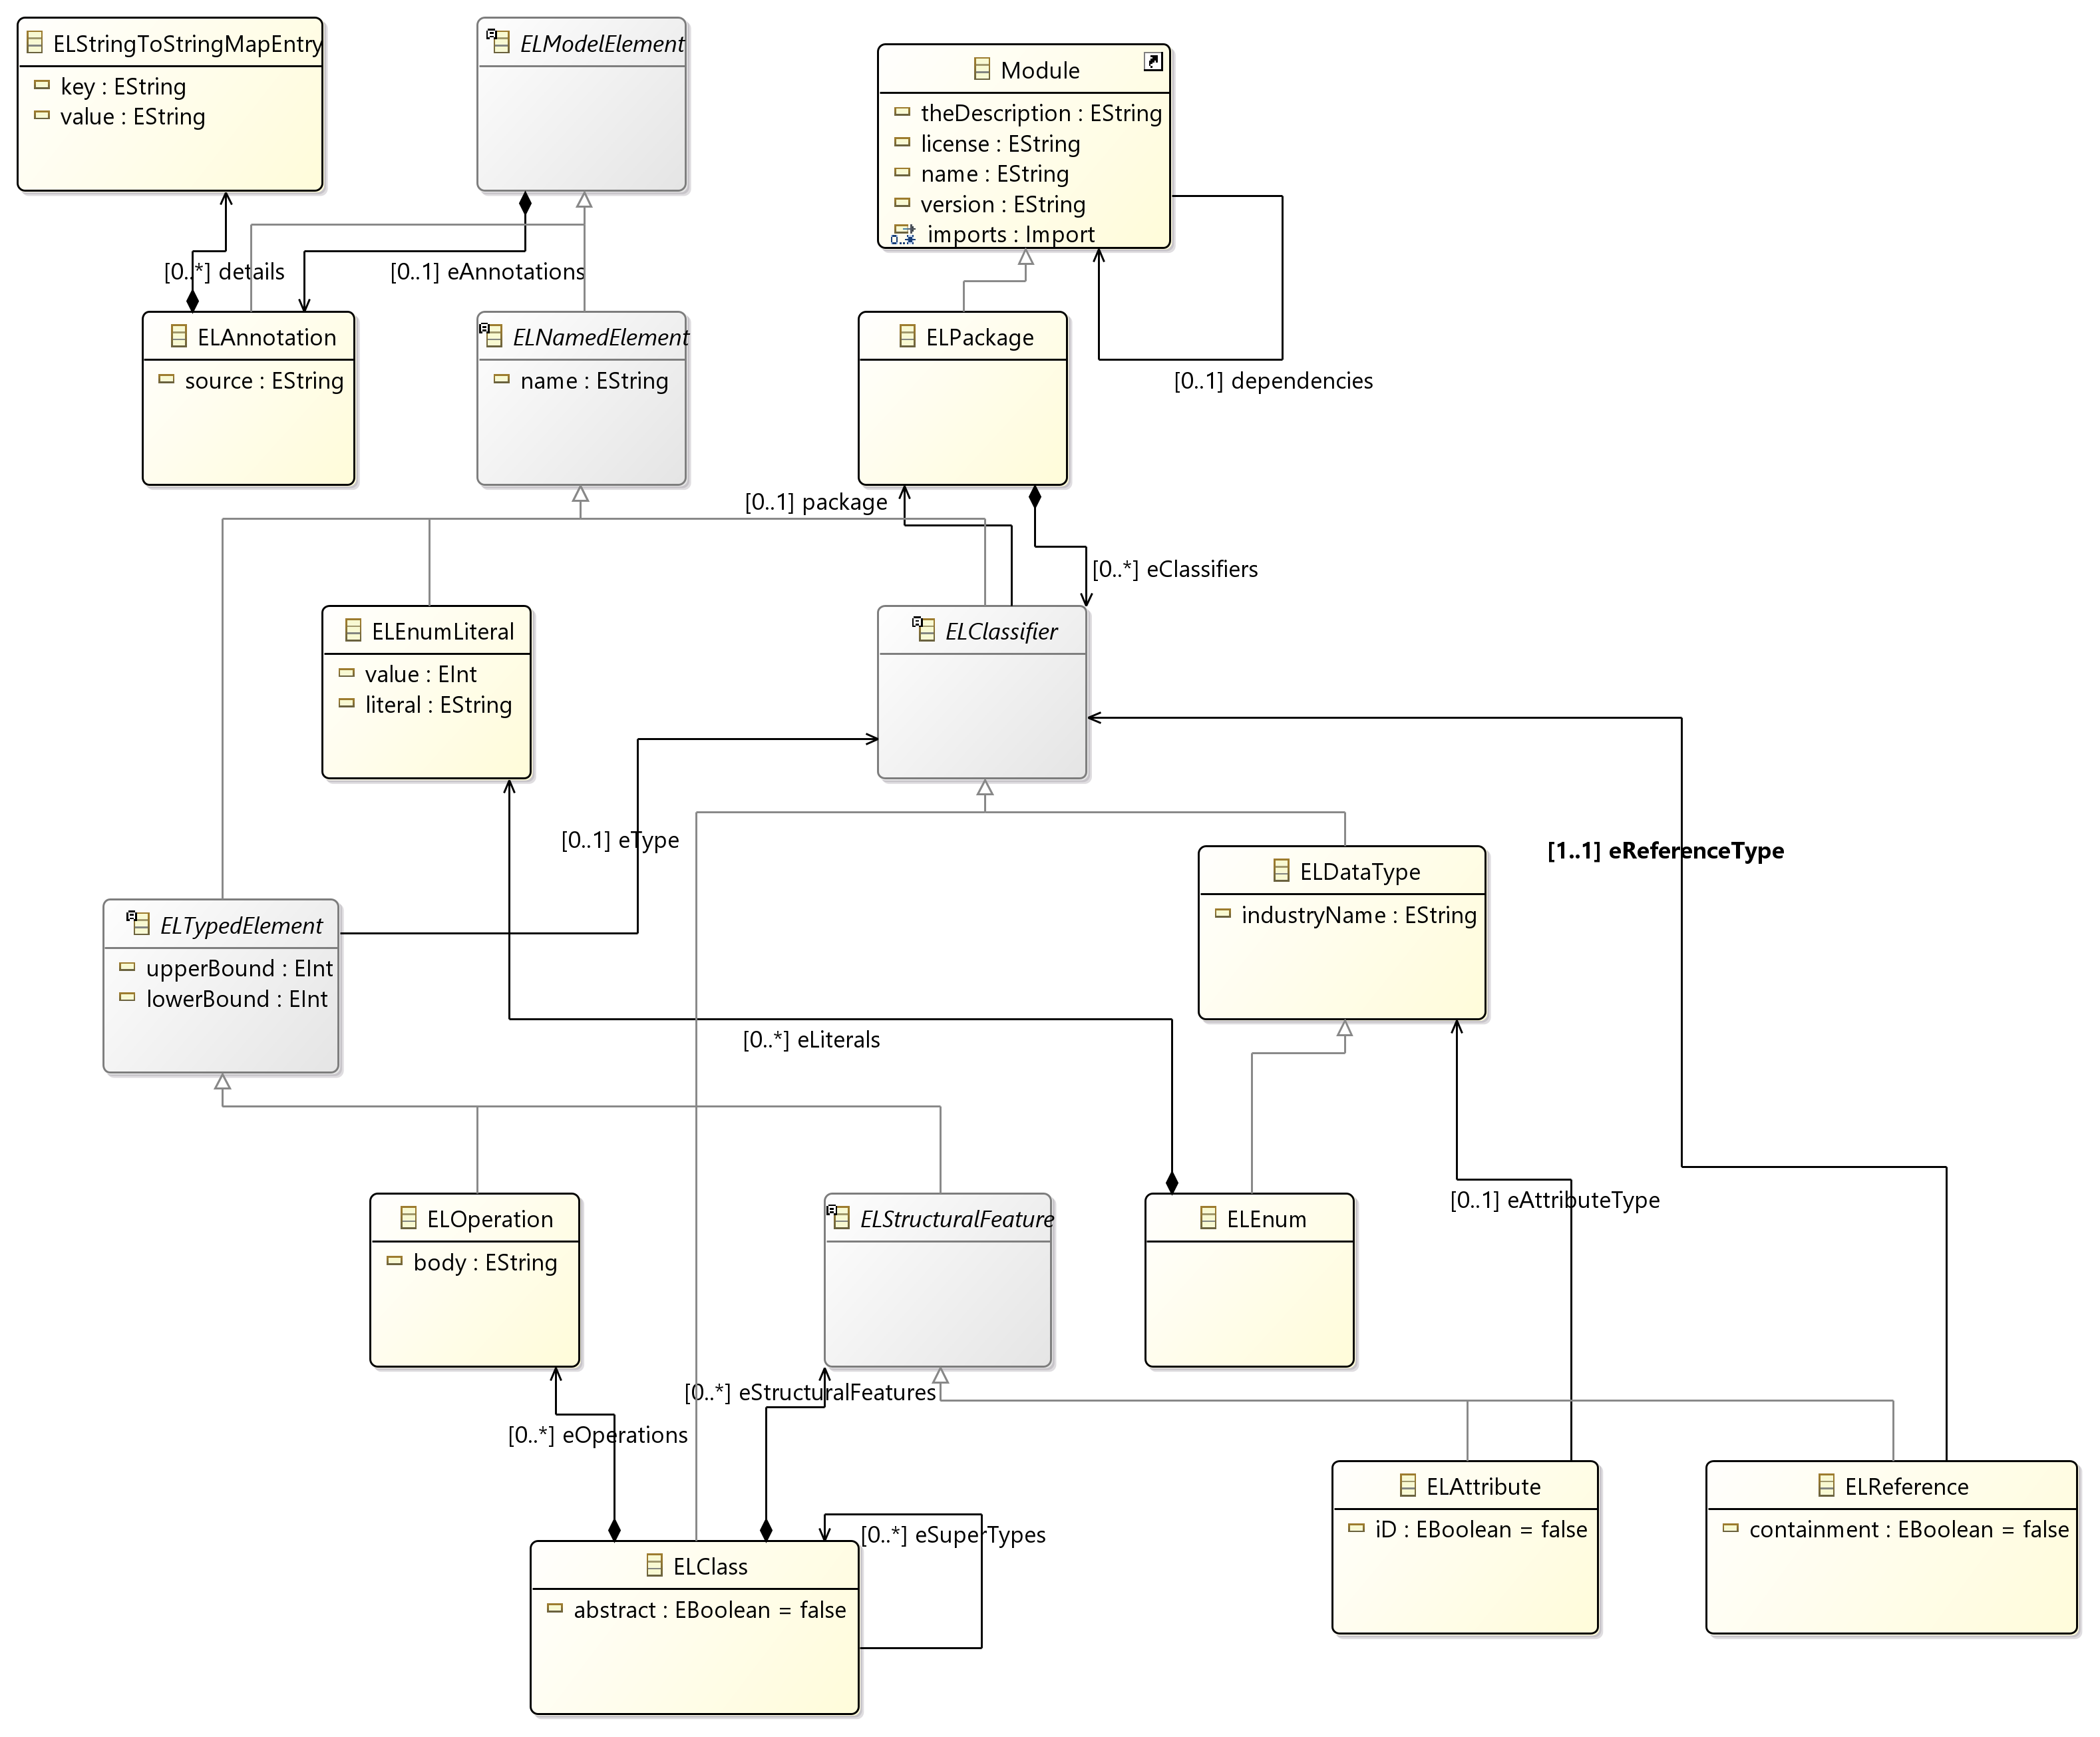 ELStringToStringMapEntry
key : EString
value : EString
ELModelElement
Module
theDescription : EString
license : EString
name : EString
version : EString
0..*
imports : Import
[0..*] details
[0..1] eAnnotations
ELAnnotation
source : EString
ELNamedElement
name : EString
ELPackage
[0..1] dependencies
[0..1] package
[0..*] eClassifiers
ELEnumLiteral
value : EInt
literal : EString
ELClassifier
[0..1] eType
[1..1] eReferenceType
ELDataType
industryName : EString
ELTypedElement
upperBound : EInt
lowerBound : EInt
[0..*] eLiterals
ELOperation
body : EString
ELStructuralFeature
ELEnum
[0..1] eAttributeType
[0..*] eStructuralFeatures
[0..*] eOperations
ELAttribute
iD : EBoolean = false
ELReference
containment : EBoolean = false
[0..*] eSuperTypes
ELClass
abstract : EBoolean = false